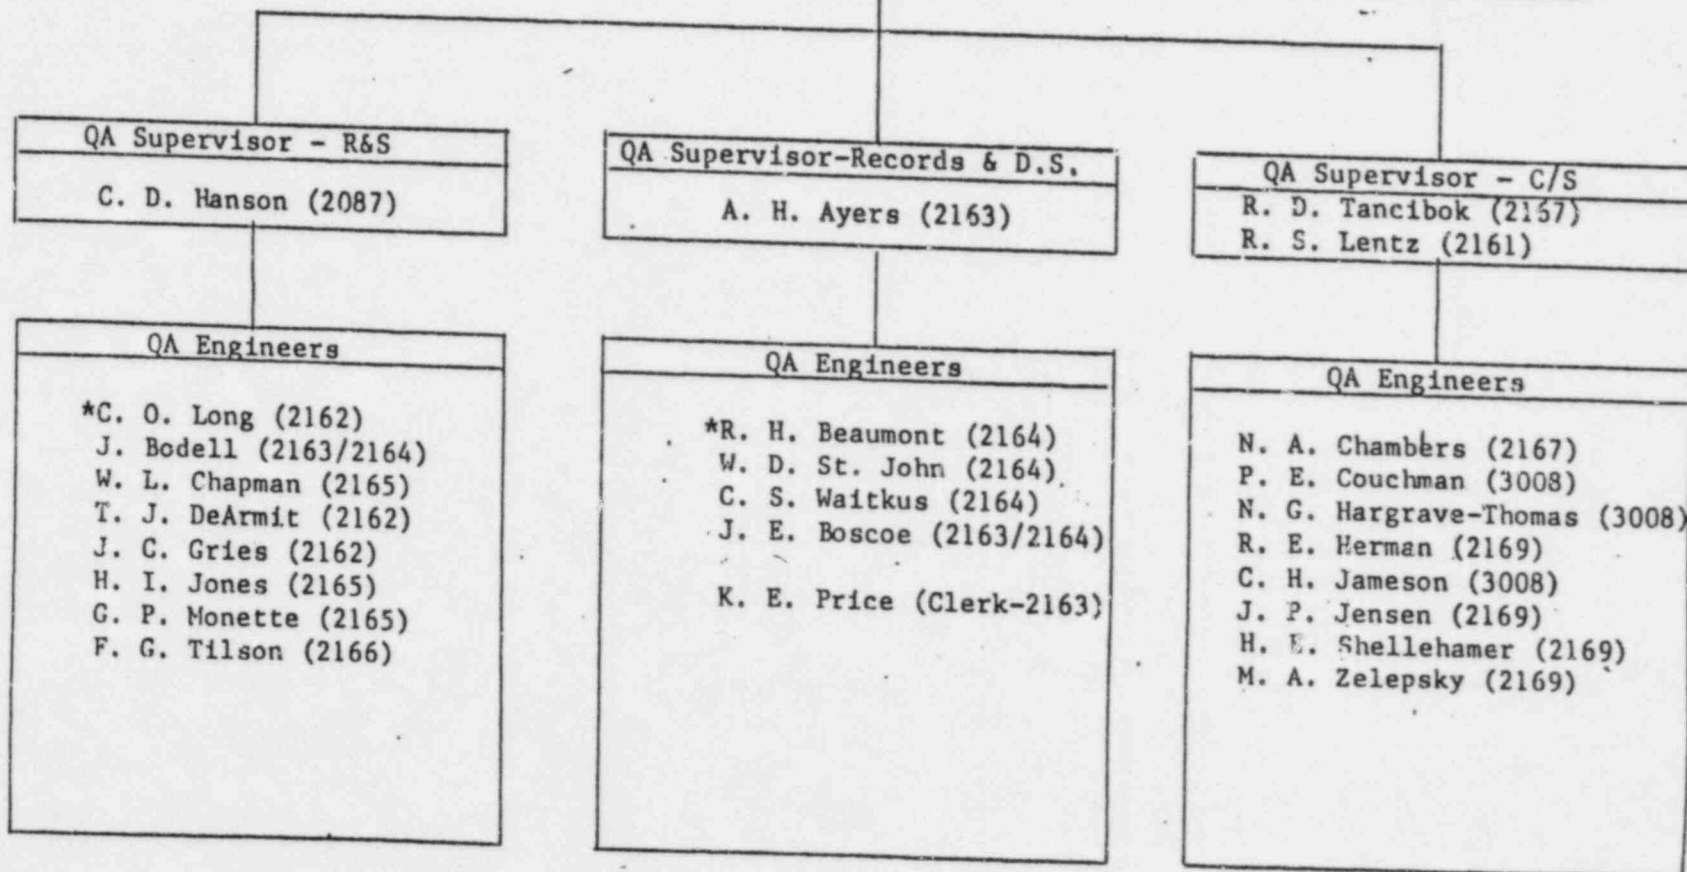 QA Supervisor - R&S
C. D. Hanson (2087)
QA Engineers
*C. O. Long (2162)
J. Bodell (2163/2164)
W. L. Chapman (2165)
T. J. DeArmit (2162)
J. C. Gries (2162)
H. I. Jones (2165)
G. P. Monette (2165)
F. G. Tilson (2166)
QA Supervisor-Records & D.S.
A. H. Ayers (2163)
QA Engineers
*R. H. Beaumont (2164)
W. D. St. John (2164)
C. S. Waitkus (2164)
J. E. Boscoe (2163/2164)
K. E. Price (Clerk-2163)
QA Supervisor - C/S
R. D. Tancibok (2167)
R. S. Lentz (2161)
QA Engineers
N. A. Chambers (2167)
P. E. Couchman (3008)
N. G. Hargrave-Thomas (3008)
R. E. Herman (2169)
C. H. Jameson (3008)
J. P. Jensen (2169)
H. E. Shellehamer (2169)
M. A. Zelepsky (2169)